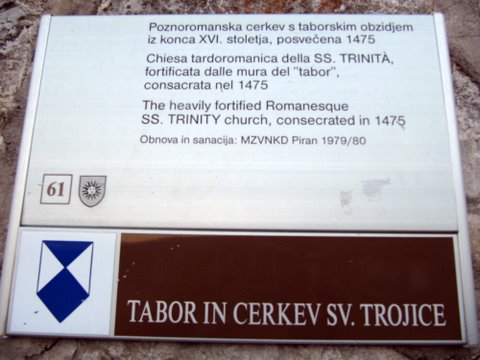 Poznoromanska cerkev s taborskim obzidjem
iz konca XVI. stoletja, posvečena 1475
Chiesa tardoromanica della SS. TRINITÀ,
fortificata dalle mura del "tabor",
consacrata nel 1475
The heavily fortified Romanesque
SS. TRINITY church, consecrated in 1475
Obnova in sanacija: MZVNKD Piran 1979/80
61
TABOR IN CERKEV SV. TROJICE